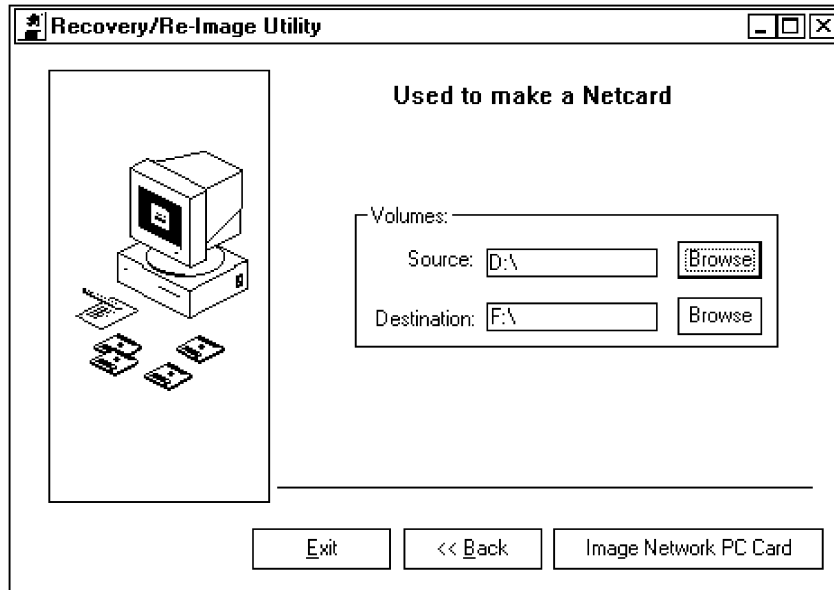 Recovery/Re-Image Utility
Used to make a Netcard
Volumes:
Source: D:\ Browse
Destination: F:\ Browse
Exit << Back Image Network PC Card